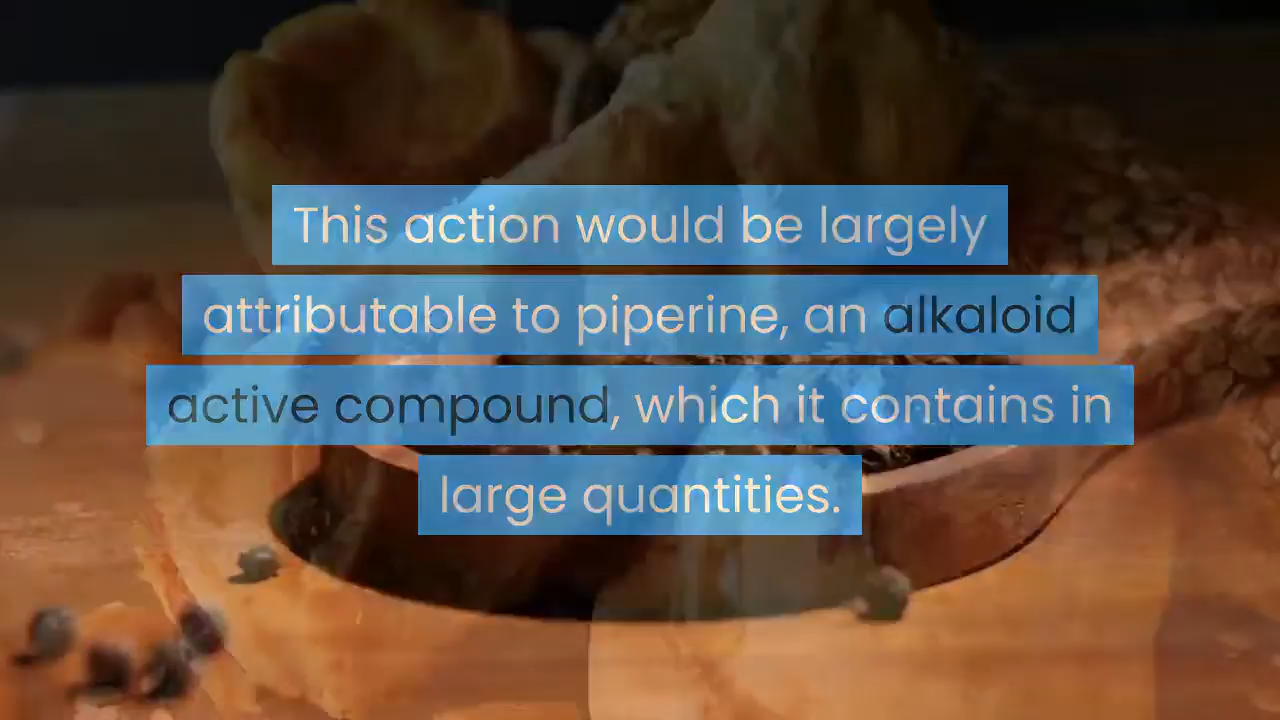 This action would be largely
attributable to piperine, an alkaloid
active compound, which it contains in
large quantities.